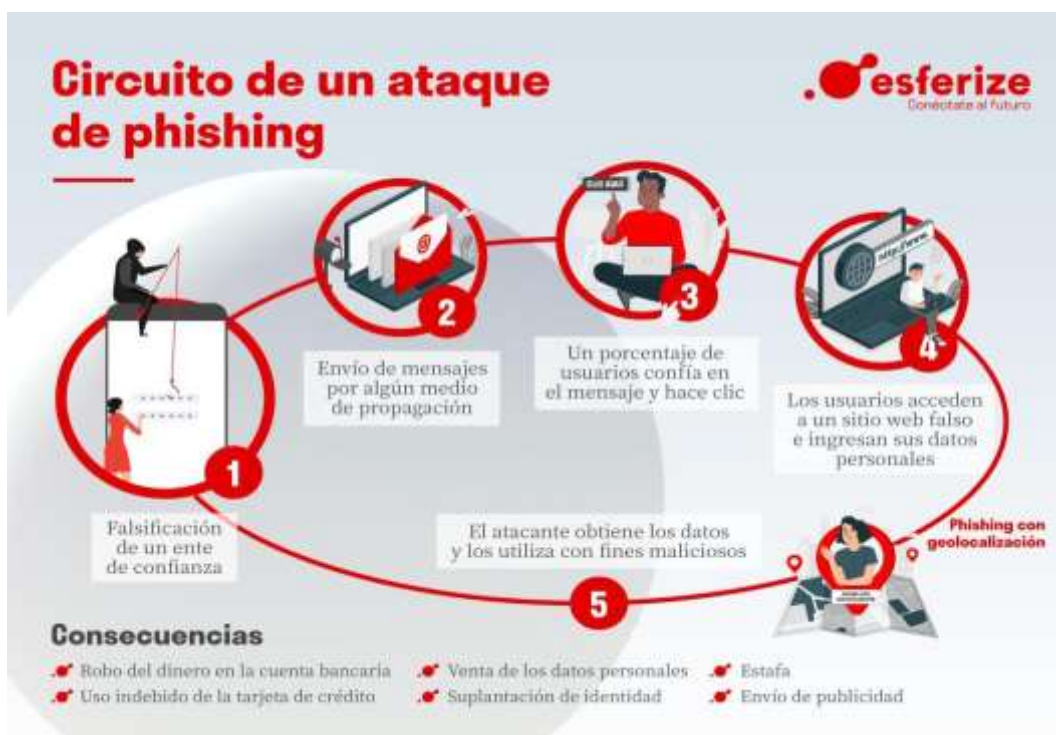 Circuito de un ataque
de phishing
esferize
Conéctate al futuro
1
Falsificación
de un ente
de confianza
2
Envío de mensajes
por algún medio
de propagación
3
Un porcentaje de
usuarios confía en
el mensaje y hace clic
http://www.
4
Los usuarios acceden
a un sitio web falso
e ingresan sus datos
personales
Phishing con
geolocalización
El atacante obtiene los datos
y los utiliza con fines maliciosos
5
Consecuencias
Robo del dinero en la cuenta bancaria
Uso indebido de la tarjeta de crédito
Venta de los datos personales
Suplantación de identidad
Estafa
Envío de publicidad